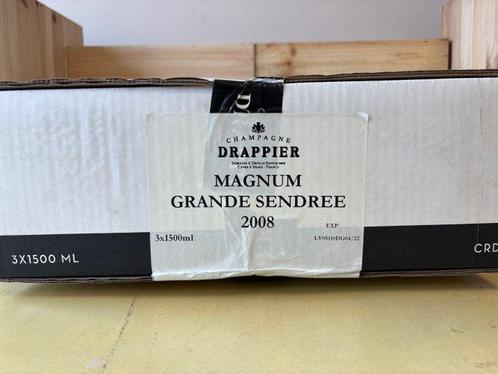 CHAMPAGNE
DRAPPIER
MAGNUM
GRANDE SENDREE
2008
EXP
3x1500ml
3X1500 ML
CRD